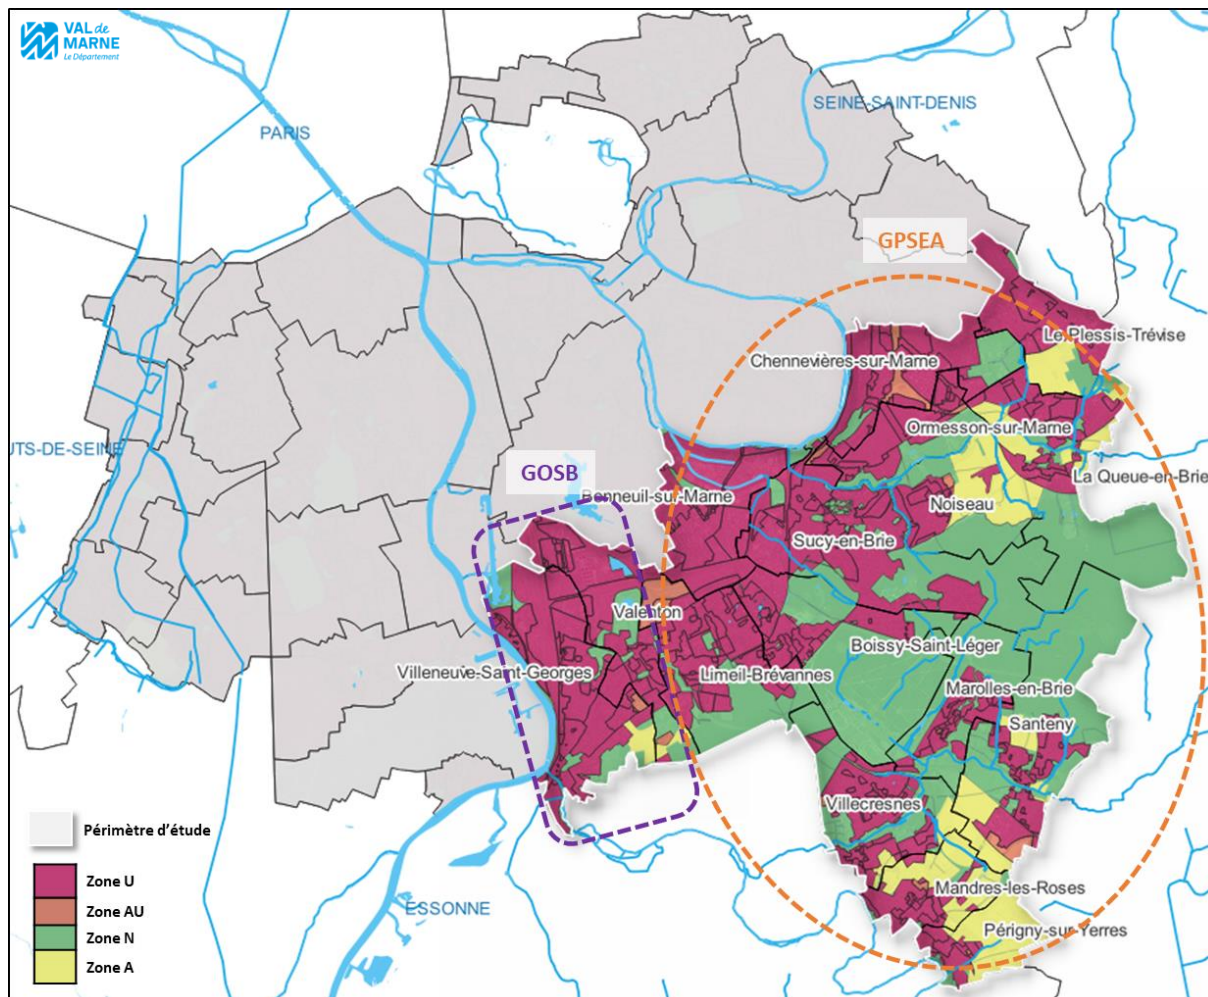 VAL de
MARNE
Le Département
SEINE-SAINT-DENIS
PARIS
GPSEA
Le Plessis-Trévise
Chennevières-sur-Marne
Ormesson-sur-Marne
UTS-DE-SEINE
GOSB
La Queue-en-Brie
Bonneuil-sur-Marne
Noiseau
Sucy-en-Brie
Valenton
Boissy-Saint-Léger
Villeneuve-Saint-Georges
Limeil-Brévannes
Marolles-en-Brie
Santeny
Villecresnes
Périmètre d'étude
Zone U
Mandres-les-Roses
ESSONNE
Zone AU
Périgny-sur-Yerres
Zone N
Zone A